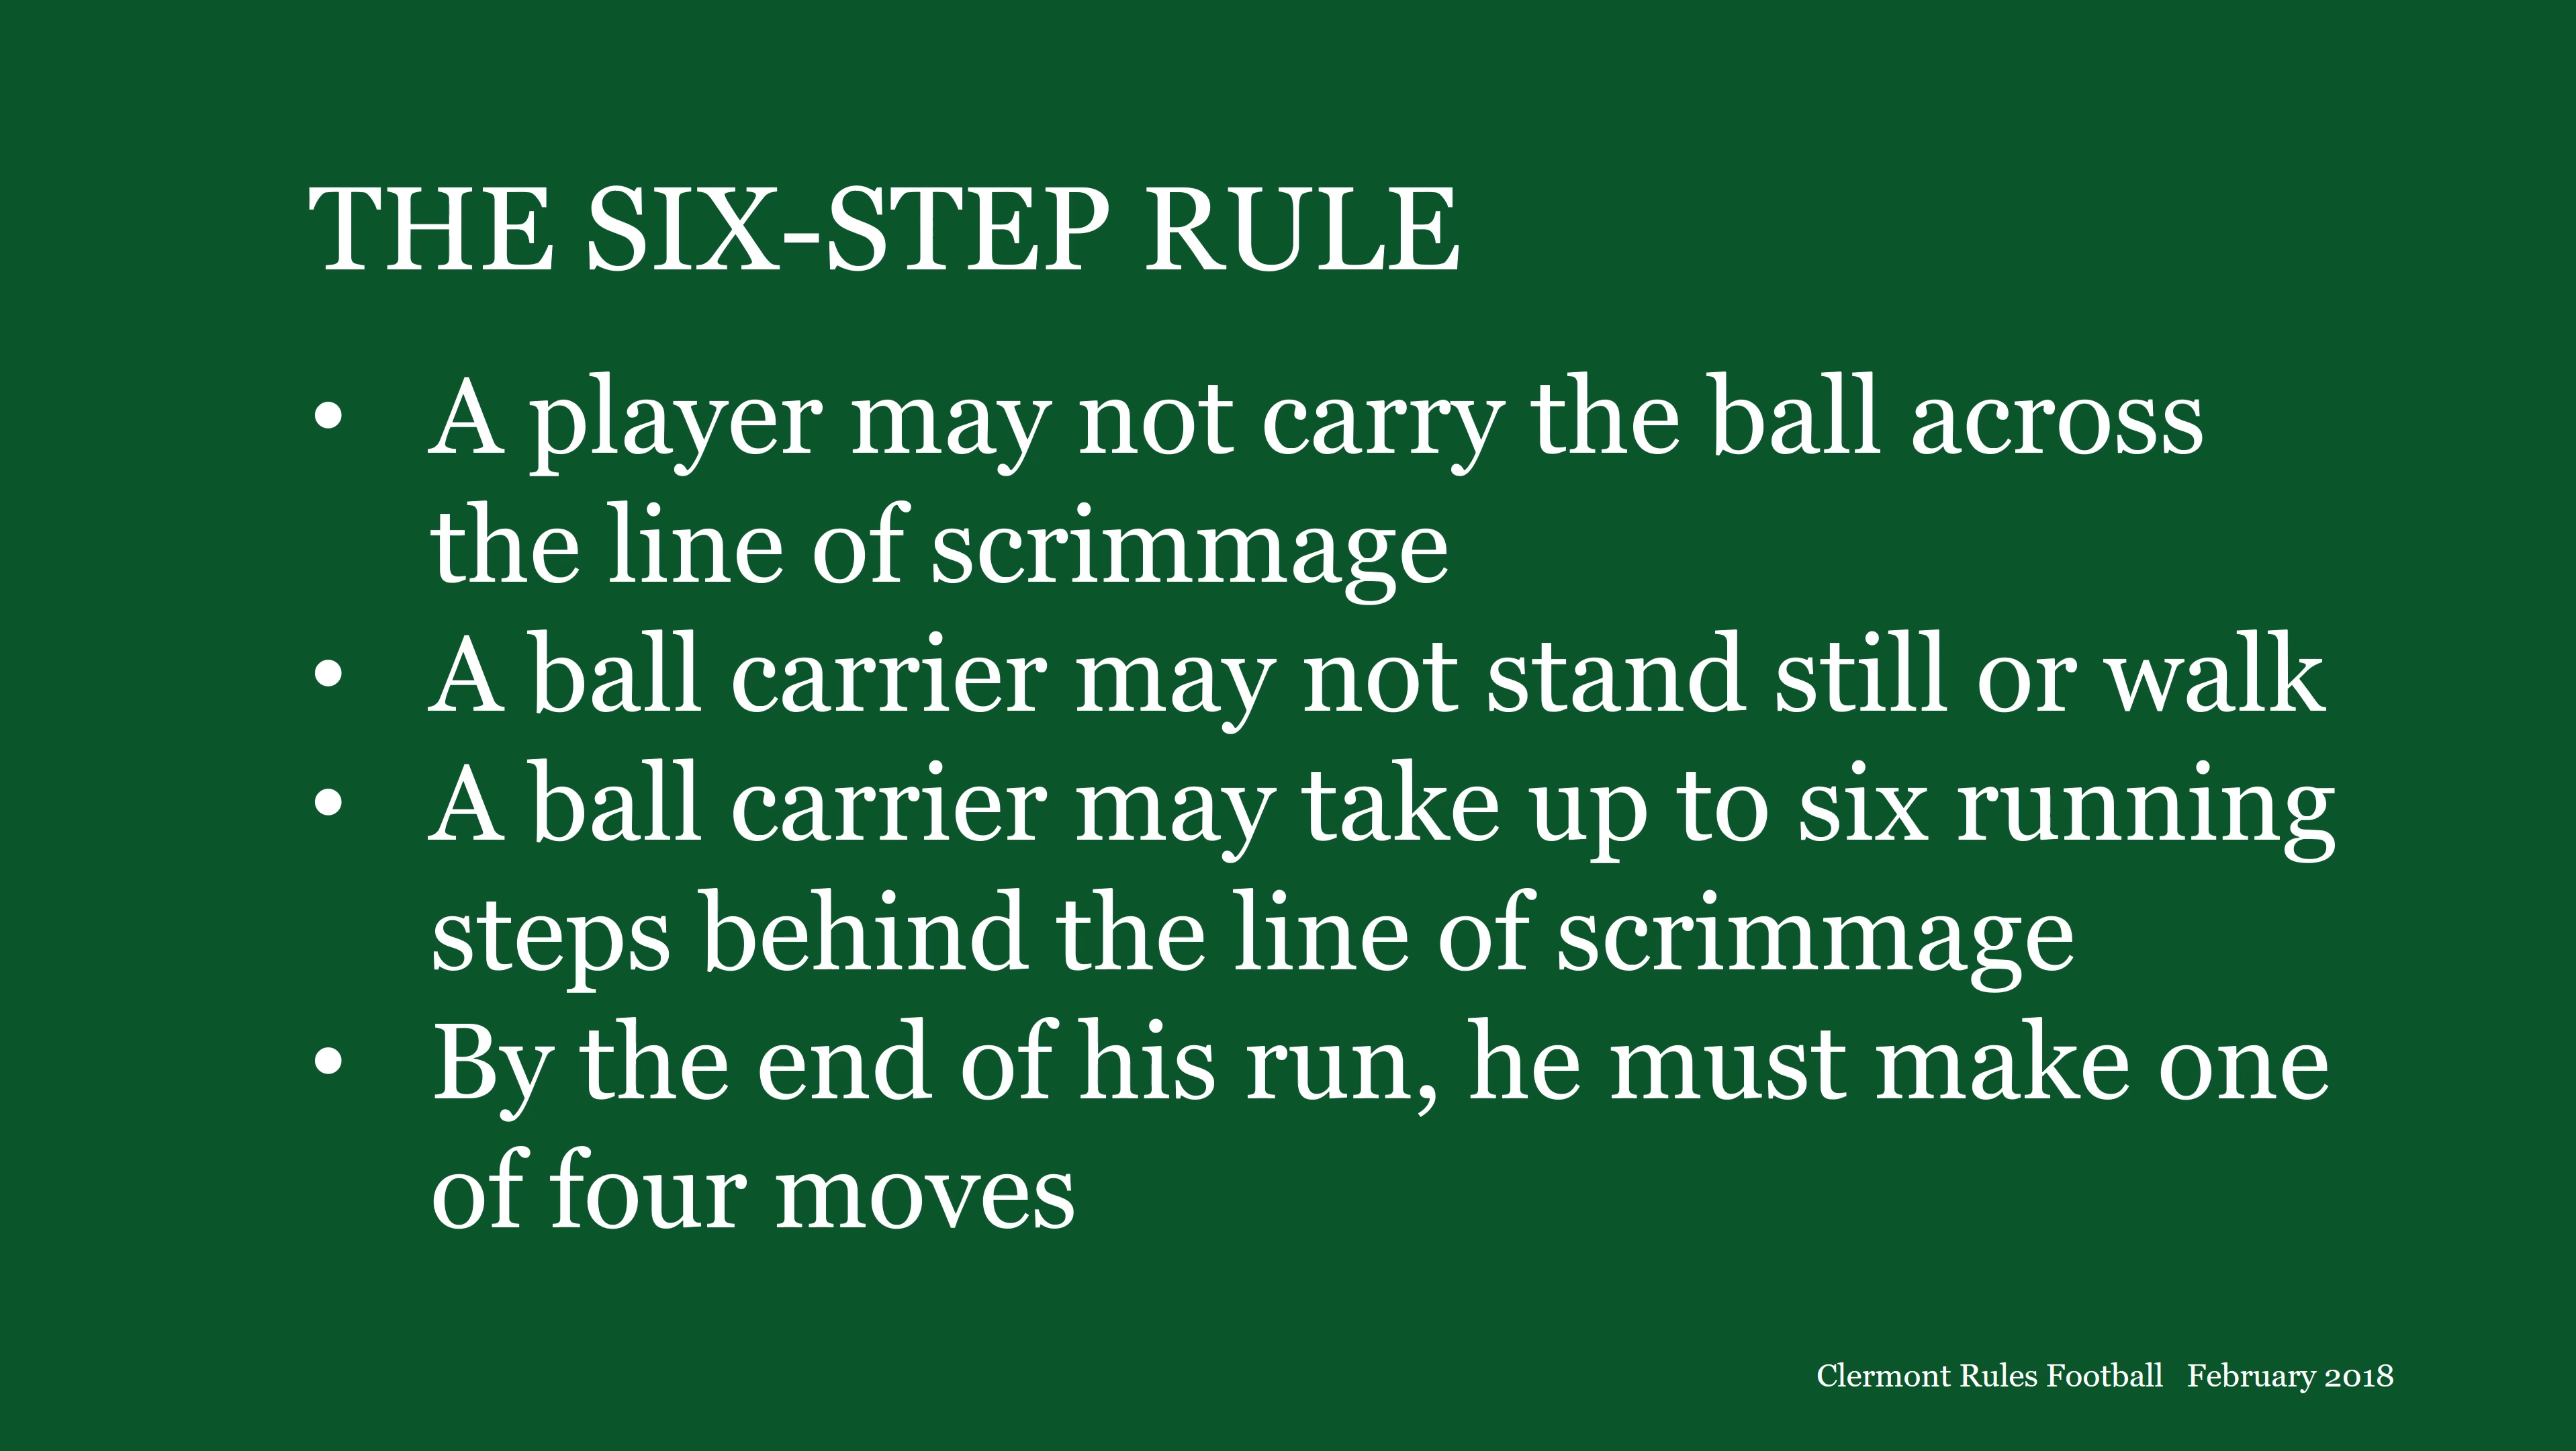 THE SIX-STEP RULE
• A player may not carry the ball across
the line of scrimmage
• A ball carrier may not stand still or walk
• A ball carrier may take up to six running
steps behind the line of scrimmage
• By the end of his run, he must make one
of four moves
Clermont Rules Football February 2018